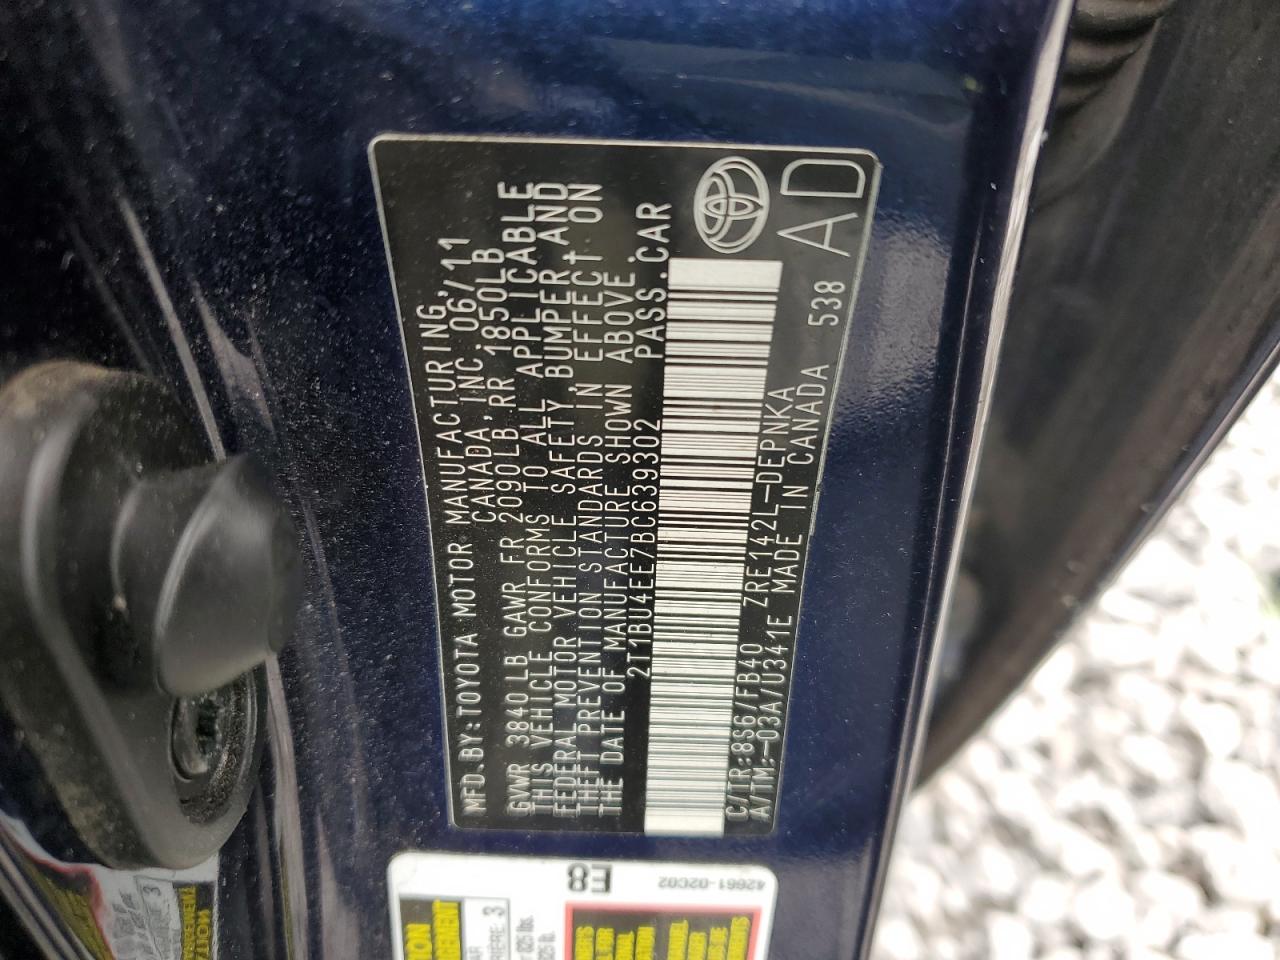 MFD.BY:TOYOTA MOTOR MANUFACTURING,
CANADA, INC. 06/11
GVWR 3840 LB GAWR FR 2090LB.RR 1850LB
THIS VEHICLE CONFORMS TO ALL APPLICABLE
FEDERAL MOTOR VEHICLE SAFETY,BUMPER AND
THEFT PREVENTION STANDARDS IN EFFECT ON
THE DATE OF MANUFACTURE SHOWN ABOVE.
2T1BU4EE7BC639302 PASS.CAR
C/TR:8S6/FB40 ZRE142L-DEPNKA
A/TM:-03A/U341E MADE IN CANADA 538
AD
E8
42661-02C02